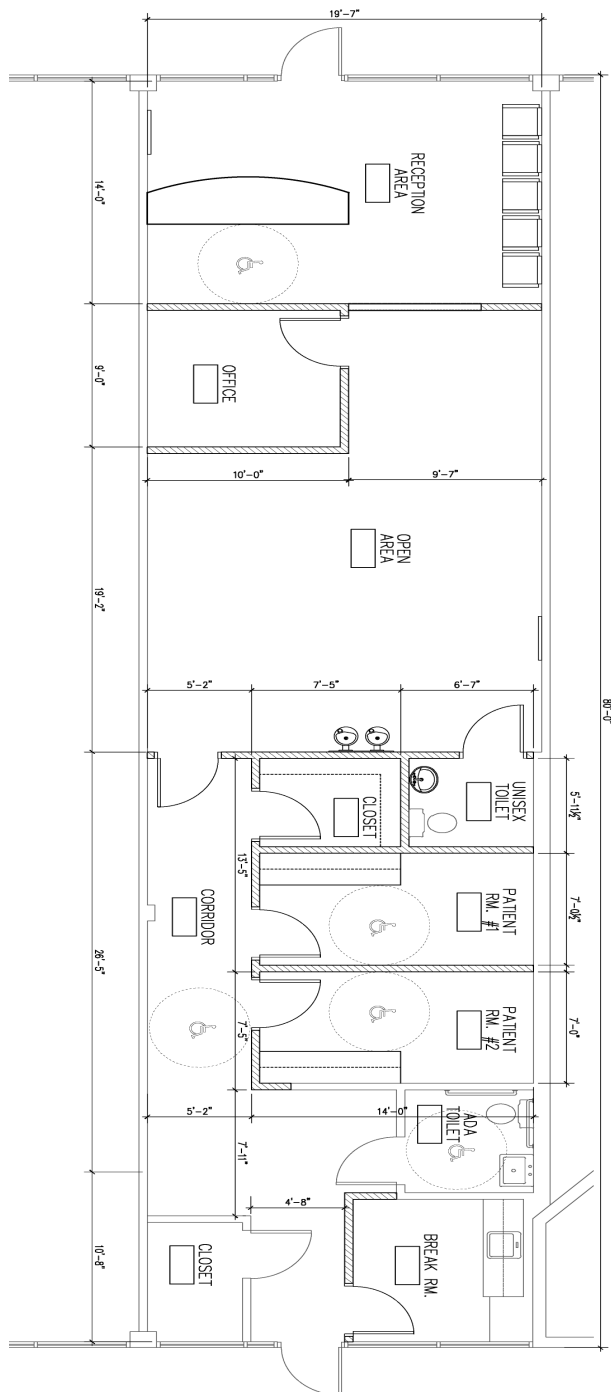 19'-7"
RECEPTION
AREA
14'-0"
OFFICE
9'-0"
10'-0"
9'-7"
OPEN
AREA
19'-2"
80'-0"
5'-2"
7'-5"
6'-7"
UNISEX
TOILET
5'-11½"
CLOSET
13'-5"
CORRIDOR
PATIENT
RM. #1
7'-0½"
26'-5"
PATIENT
RM. #2
7'-0"
7'-5"
5'-2"
14'-0"
ADA
TOILET
7'-11"
4'-8"
CLOSET
BREAK RM.
10'-8"